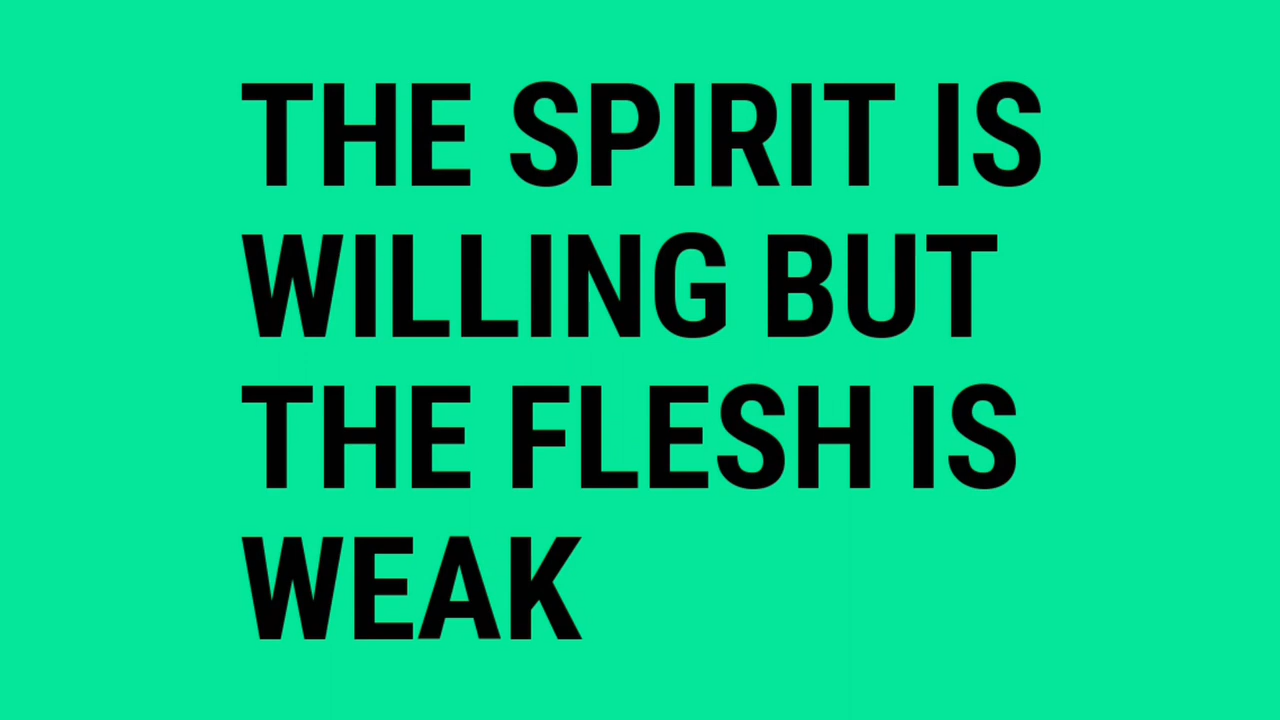 THE SPIRIT IS
WILLING BUT
THE FLESH IS
WEAK